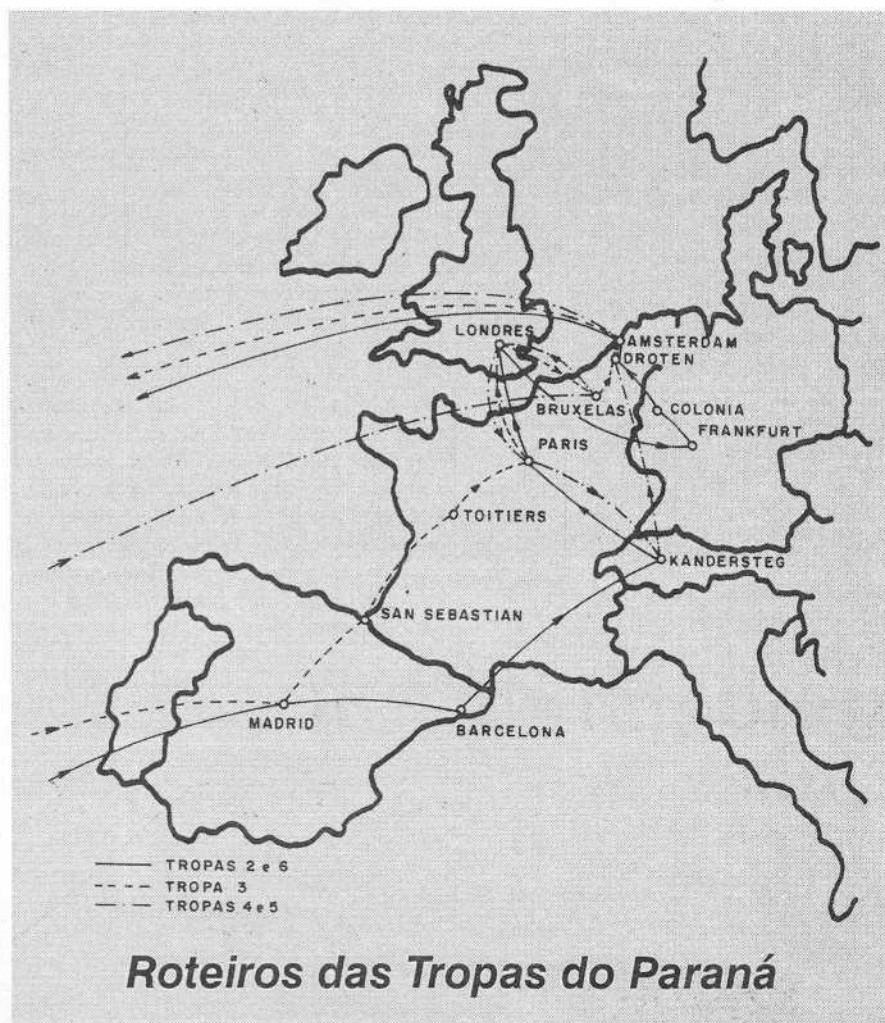 LONDRES
AMSTERDAM
DROTEN
BRUXELAS
COLONIA
FRANKFURT
PARIS
TOITIERS
KANDERSTEG
SAN SEBASTIAN
MADRID
BARCELONA
TROPAS 2 e 6
TROPA 3
TROPAS 4 e 5
Roteiros das Tropas do Paraná